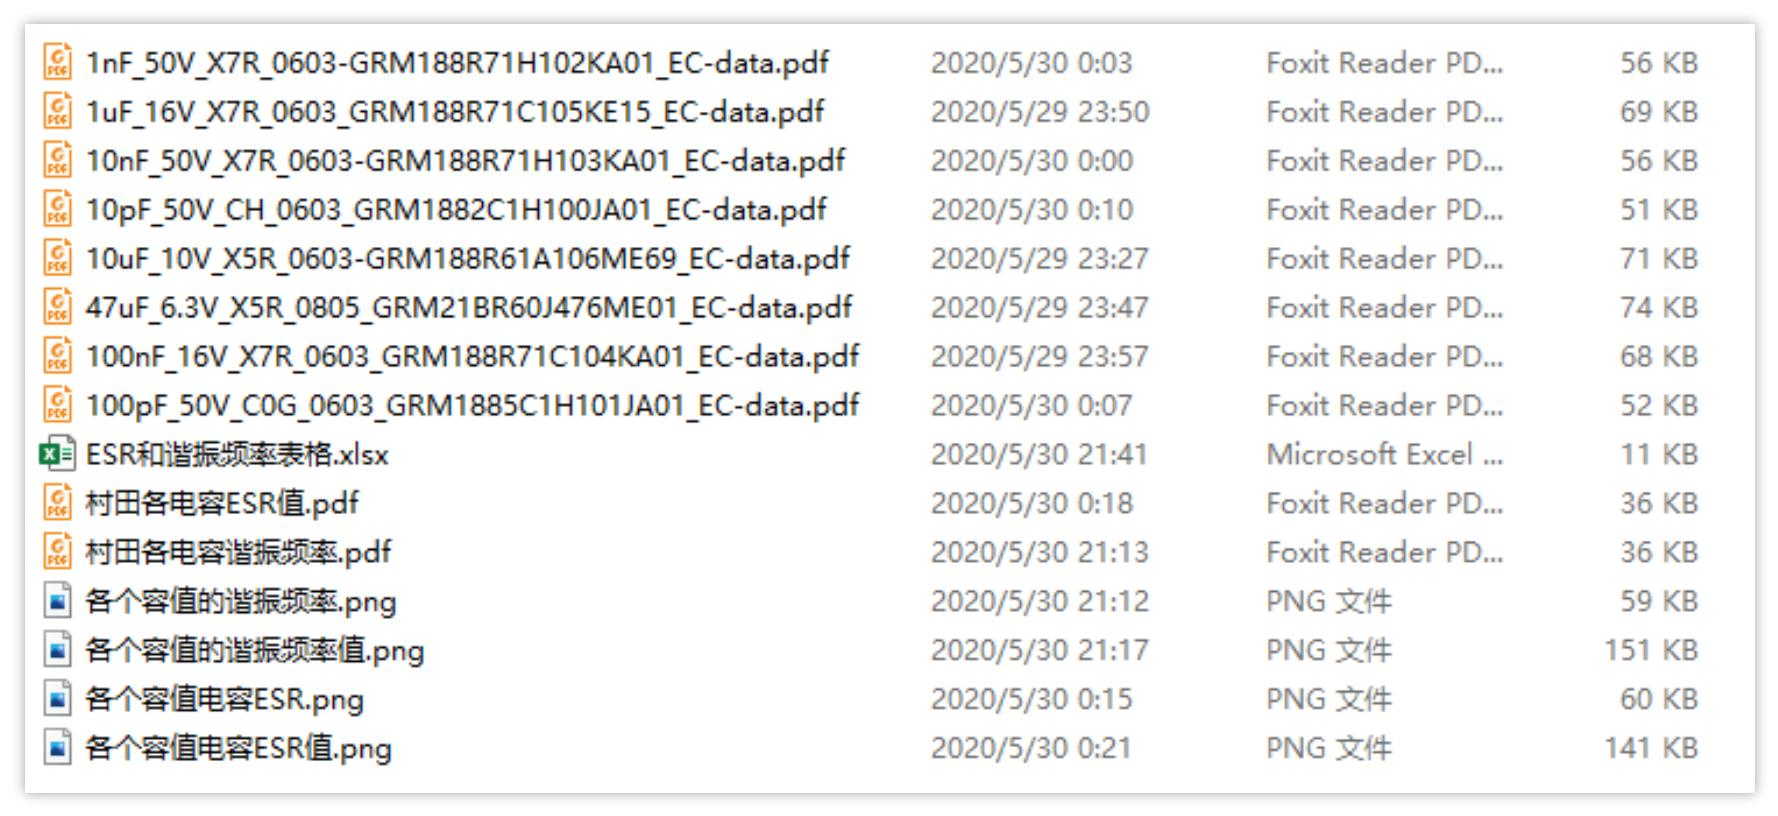 1nF_50V_X7R_0603-GRM188R71H102KA01_EC-data.pdf 2020/5/30 0:03 Foxit Reader PD... 56 KB
1uF_16V_X7R_0603_GRM188R71C105KE15_EC-data.pdf 2020/5/29 23:50 Foxit Reader PD... 69 KB
10nF_50V_X7R_0603-GRM188R71H103KA01_EC-data.pdf 2020/5/30 0:00 Foxit Reader PD... 56 KB
10pF_50V_CH_0603_GRM1882C1H100JA01_EC-data.pdf 2020/5/30 0:10 Foxit Reader PD... 51 KB
10uF_10V_X5R_0603-GRM188R61A106ME69_EC-data.pdf 2020/5/29 23:27 Foxit Reader PD... 71 KB
47uF_6.3V_X5R_0805_GRM21BR60J476ME01_EC-data.pdf 2020/5/29 23:47 Foxit Reader PD... 74 KB
100nF_16V_X7R_0603_GRM188R71C104KA01_EC-data.pdf 2020/5/29 23:57 Foxit Reader PD... 68 KB
100pF_50V_C0G_0603_GRM1885C1H101JA01_EC-data.pdf 2020/5/30 0:07 Foxit Reader PD... 52 KB
ESR和谐振频率表格.xlsx 2020/5/30 21:41 Microsoft Excel ... 11 KB
村田各电容ESR值.pdf 2020/5/30 0:18 Foxit Reader PD... 36 KB
村田各电容谐振频率.pdf 2020/5/30 21:13 Foxit Reader PD... 36 KB
各个容值的谐振频率.png 2020/5/30 21:12 PNG 文件 59 KB
各个容值的谐振频率值.png 2020/5/30 21:17 PNG 文件 151 KB
各个容值电容ESR.png 2020/5/30 0:15 PNG 文件 60 KB
各个容值电容ESR值.png 2020/5/30 0:21 PNG 文件 141 KB